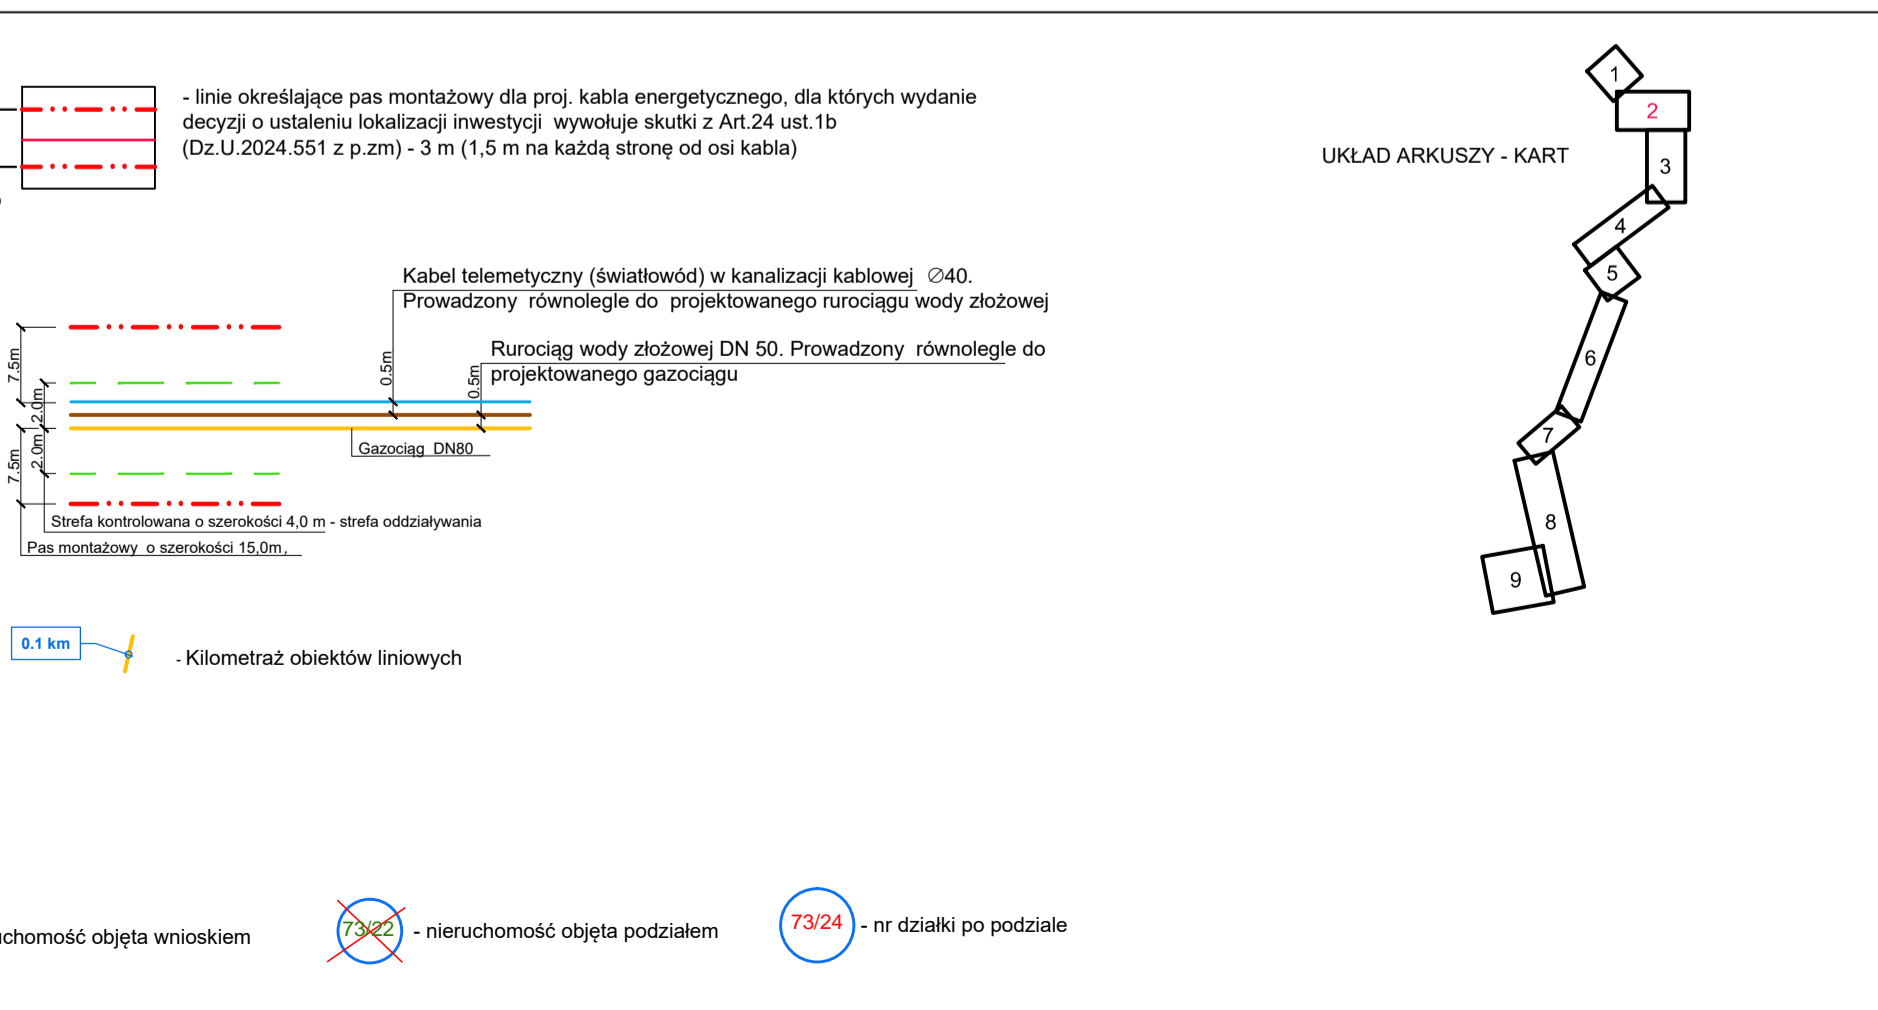 - linie określające pas montażowy dla proj. kabla energetycznego, dla których wydanie
decyzji o ustaleniu lokalizacji inwestycji wywołuje skutki z Art.24 ust.1b
(Dz.U.2024.551 z p.zm) - 3 m (1,5 m na każdą stronę od osi kabla)
UKŁAD ARKUSZY - KART
1
2
3
4
5
6
7
8
9
Kabel telemetyczny (światłowód) w kanalizacji kablowej ∅40.
Prowadzony równolegle do projektowanego rurociągu wody złożowej
Rurociąg wody złożowej DN 50. Prowadzony równolegle do
projektowanego gazociągu
7.5m
2.0m
0.5m
0.5m
7.5m
2.0m
Gazociąg DN80
Strefa kontrolowana o szerokości 4,0 m - strefa oddziaływania
Pas montażowy o szerokości 15,0m,
0.1 km
- Kilometraż obiektów liniowych
uchomość objęta wnioskiem
73/22
- nieruchomość objęta podziałem
73/24
- nr działki po podziale